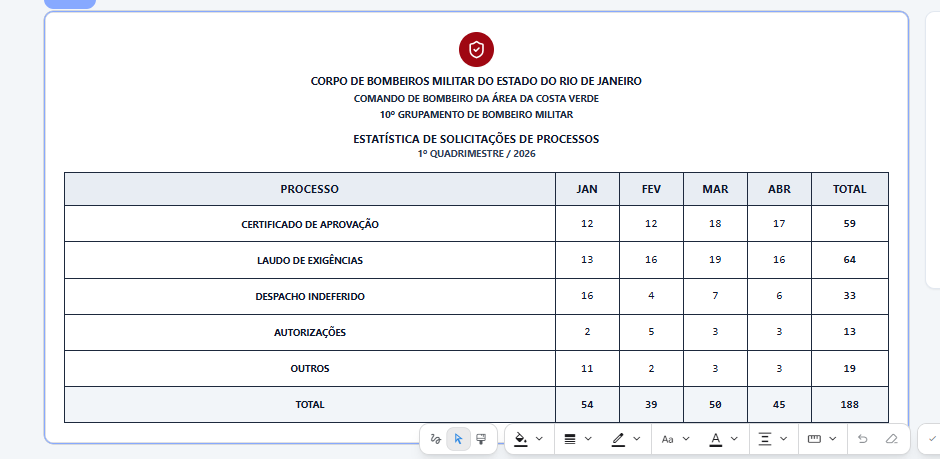 CORPO DE BOMBEIROS MILITAR DO ESTADO DO RIO DE JANEIRO
COMANDO DE BOMBEIRO DA ÁREA DA COSTA VERDE
10º GRUPAMENTO DE BOMBEIRO MILITAR
ESTATÍSTICA DE SOLICITAÇÕES DE PROCESSOS
1º QUADRIMESTRE / 2026
PROCESSO JAN FEV MAR ABR TOTAL
CERTIFICADO DE APROVAÇÃO 12 12 18 17 59
LAUDO DE EXIGÊNCIAS 13 16 19 16 64
DESPACHO INDEFERIDO 16 4 7 6 33
AUTORIZAÇÕES 2 5 3 3 13
OUTROS 11 2 3 3 19
TOTAL 54 39 50 45 188
Aa A